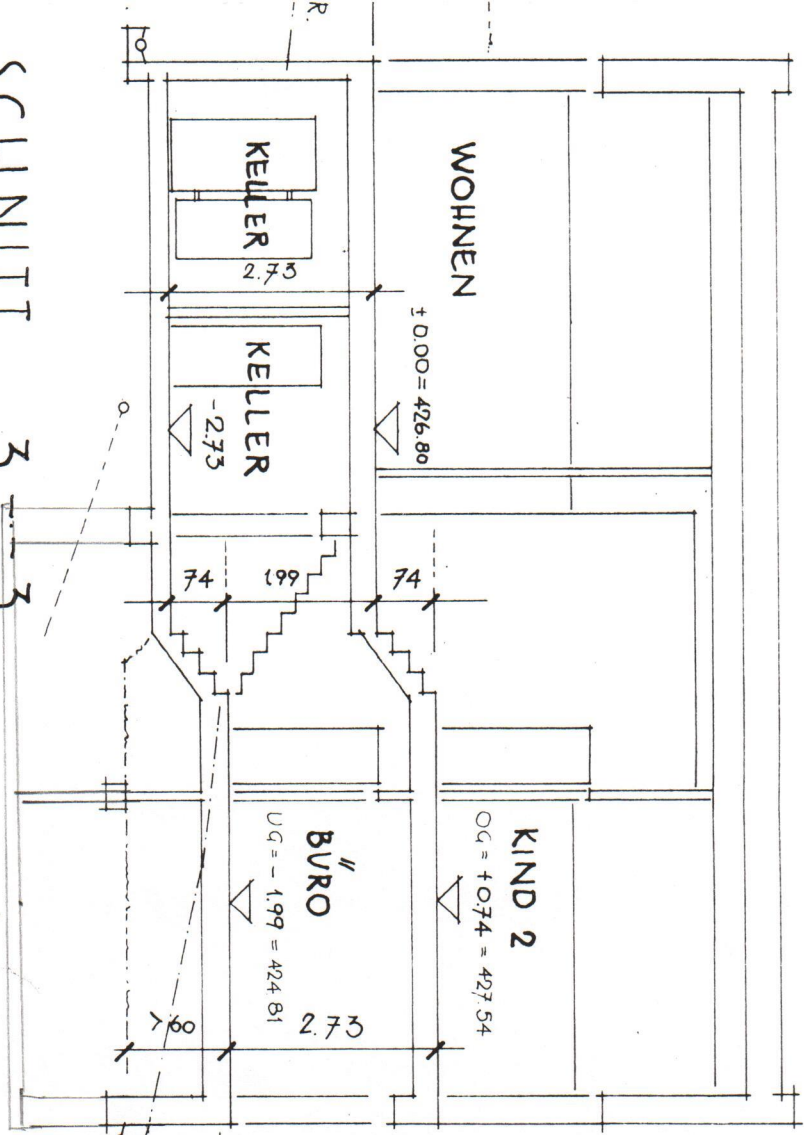 WOHNEN
± 0.00 = 426.80
KELLER
2.73
KELLER
-2.73
74
1.99
74
KIND 2
OG = +0.74 = 427.54
BÜRO
UG = - 1.99 = 424.81
>60
2.73
SCHNITT 3-3
R.